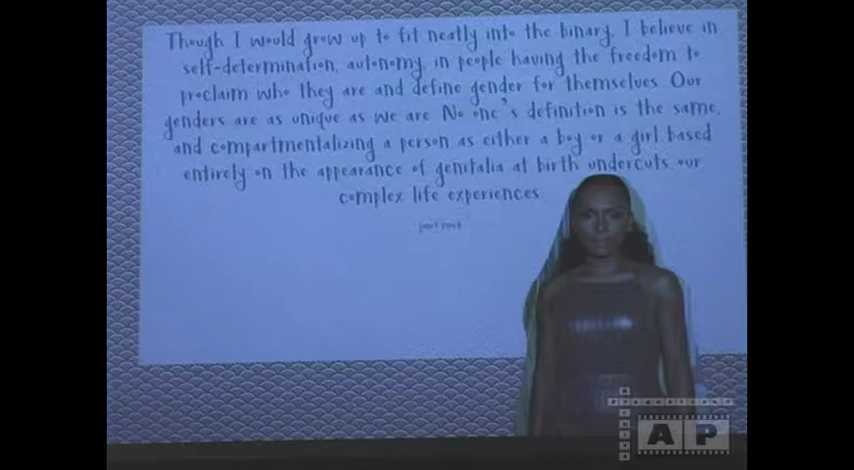 Though I would grow up to fit neatly into the binary, I believe in
self-determination, autonomy, in people having the freedom to
proclaim who they are and define gender for themselves. Our
genders are as unique as we are. No one's definition is the same,
and compartmentalizing a person as either a boy or a girl based
entirely on the appearance of genitalia at birth undercuts our
complex life experiences
janet mock
AP